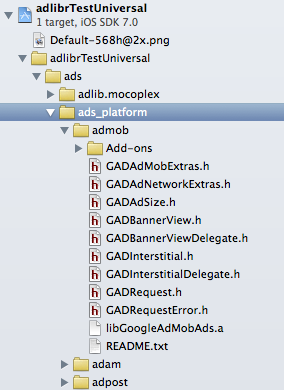 adlibrTestUniversal
1 target, iOS SDK 7.0
Default-568h@2x.png
adlibrTestUniversal
ads
adlib.mocoplex
ads_platform
admob
Add-ons
GADAdMobExtras.h
GADAdNetworkExtras.h
GADAdSize.h
GADBannerView.h
GADBannerViewDelegate.h
GADInterstitial.h
GADInterstitialDelegate.h
GADRequest.h
GADRequestError.h
libGoogleAdMobAds.a
README.txt
adam
adpost